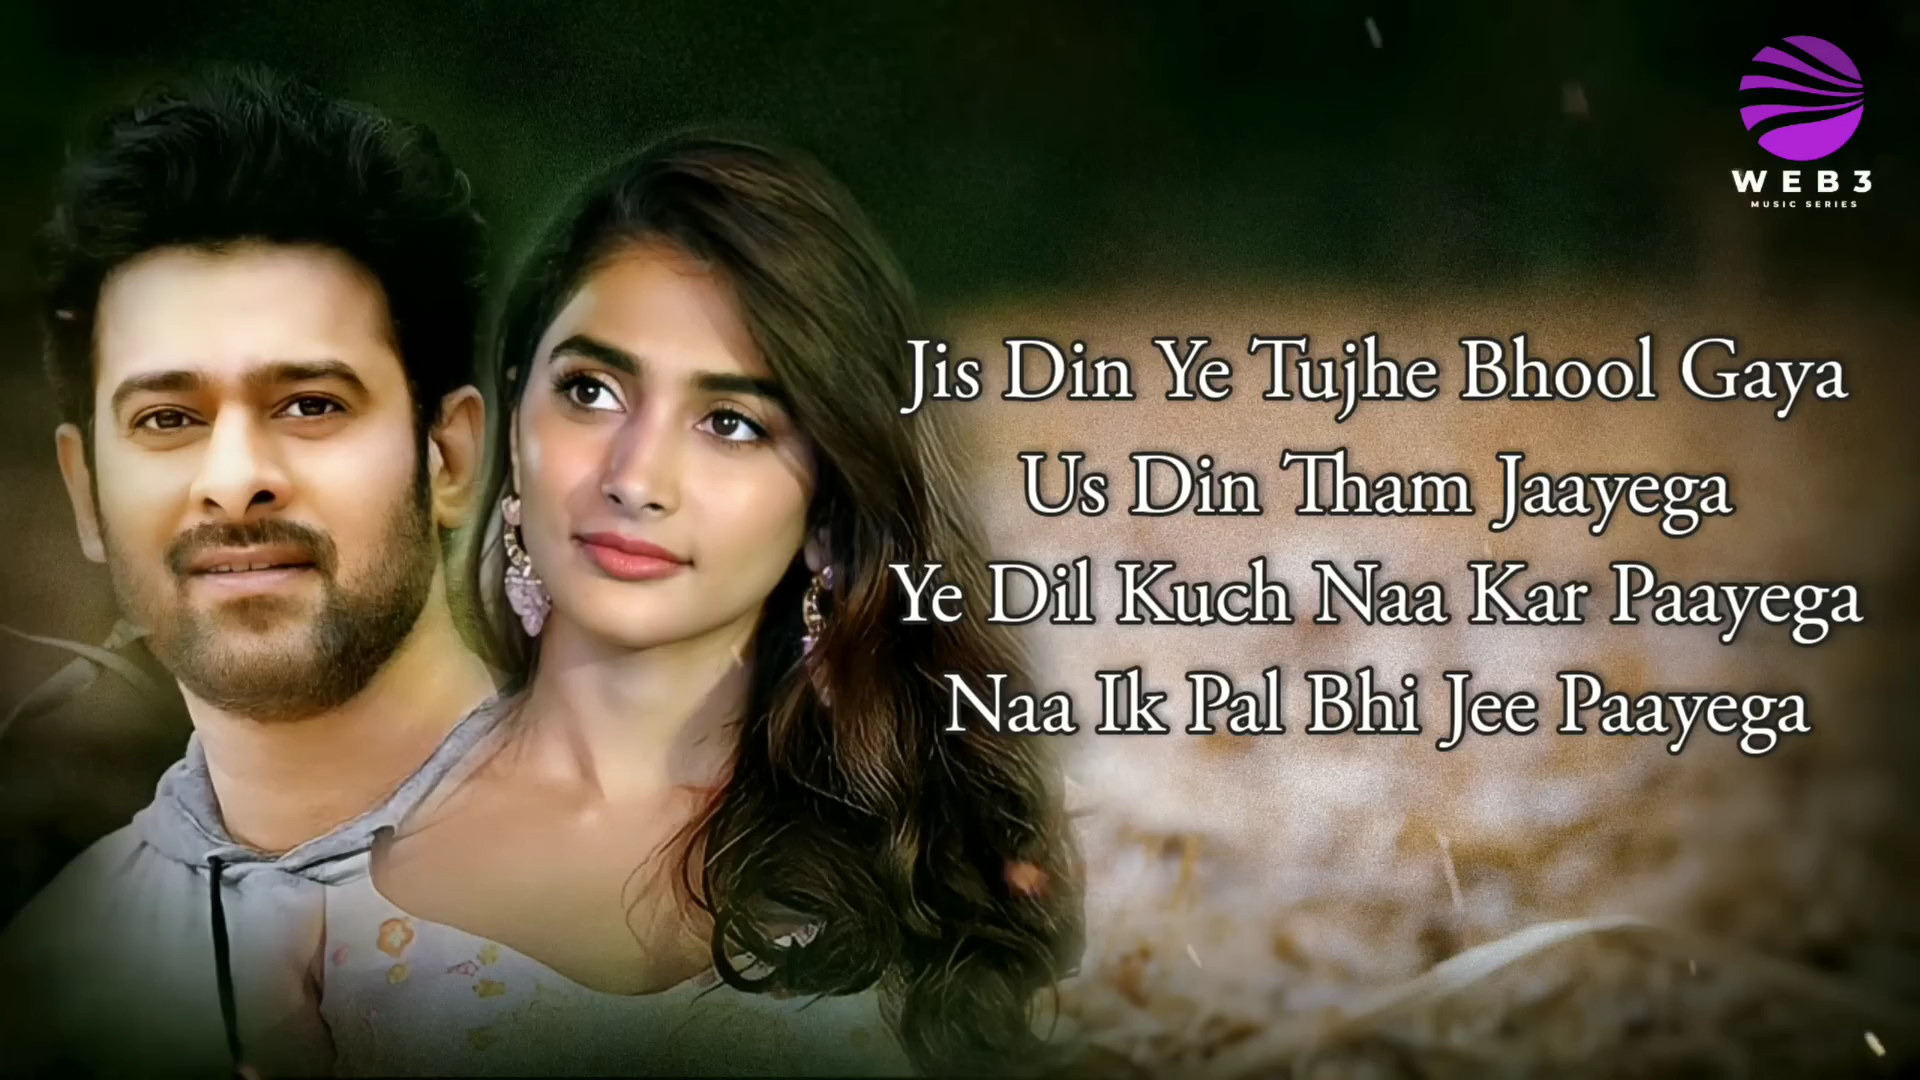 WEB3
MUSIC SERIES
Jis Din Ye Tujhe Bhool Gaya
Us Din Tham Jaayega
Ye Dil Kuch Naa Kar Paayega
Naa Ik Pal Bhi Jee Paayega